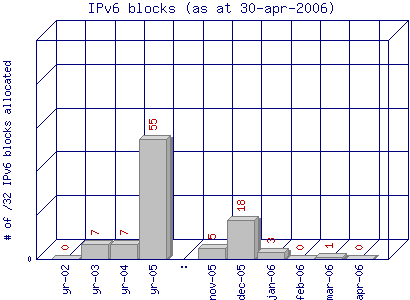 IPv6 blocks (as at 30-apr-2006)
# of /32 IPv6 blocks allocated
0
0
7
7
55
5
18
3
0
1
0
yr-02
yr-03
yr-04
yr-05
:
nov-05
dec-05
jan-06
feb-06
mar-06
apr-06